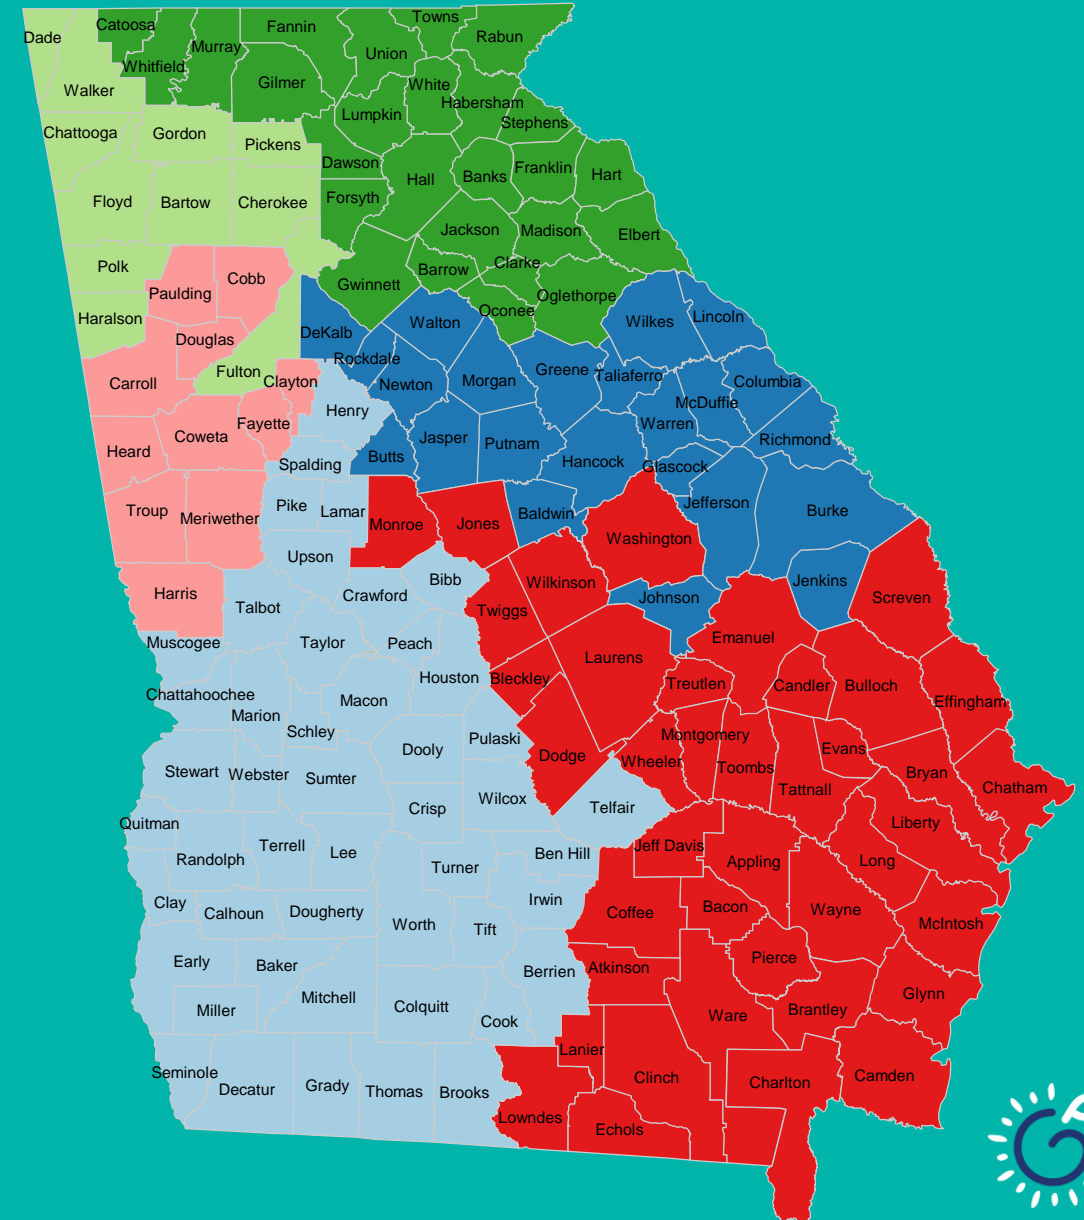 Dade
Catoosa
Fannin
Towns
Rabun
Whitfield
Murray
Union
Walker
Gilmer
White
Habersham
Lumpkin
Stephens
Chattooga
Gordon
Pickens
Dawson
Hall
Banks
Franklin
Hart
Floyd
Bartow
Cherokee
Forsyth
Jackson
Madison
Elbert
Polk
Paulding
Cobb
Gwinnett
Barrow
Clarke
Oglethorpe
Oconee
Haralson
Douglas
DeKalb
Walton
Wilkes
Lincoln
Carroll
Fulton
Clayton
Rockdale
Newton
Morgan
Greene
Taliaferro
McDuffie
Columbia
Henry
Fayette
Heard
Coweta
Spalding
Butts
Jasper
Putnam
Hancock
Warren
Glascock
Richmond
Troup
Meriwether
Pike
Lamar
Monroe
Jones
Baldwin
Washington
Jefferson
Burke
Upson
Harris
Talbot
Crawford
Bibb
Twiggs
Wilkinson
Johnson
Jenkins
Screven
Muscogee
Taylor
Peach
Houston
Bleckley
Laurens
Treutlen
Emanuel
Candler
Bulloch
Effingham
Chattahoochee
Marion
Schley
Macon
Dooly
Pulaski
Dodge
Wheeler
Montgomery
Toombs
Tattnall
Evans
Bryan
Chatham
Stewart
Webster
Sumter
Crisp
Wilcox
Telfair
Liberty
Quitman
Randolph
Terrell
Lee
Turner
Ben Hill
Jeff Davis
Appling
Long
Clay
Calhoun
Dougherty
Worth
Tift
Irwin
Coffee
Bacon
Wayne
McIntosh
Early
Baker
Mitchell
Colquitt
Berrien
Atkinson
Pierce
Glynn
Miller
Cook
Ware
Brantley
Seminole
Decatur
Grady
Thomas
Brooks
Lanier
Clinch
Charlton
Camden
Lowndes
Echols